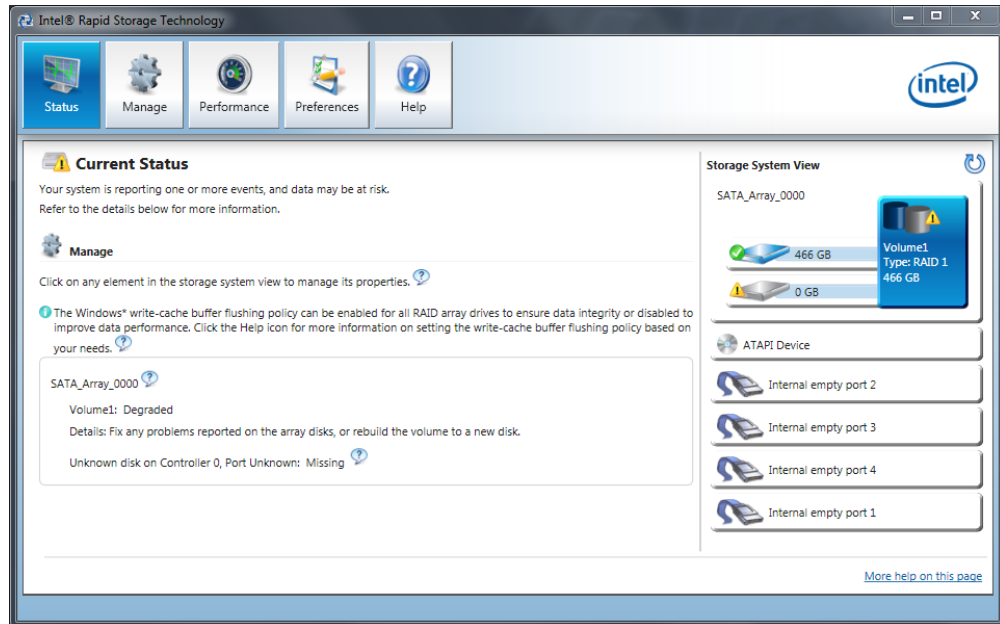 Intel® Rapid Storage Technology
Status
Manage
Performance
Preferences
Help
intel
Current Status
Your system is reporting one or more events, and data may be at risk.
Refer to the details below for more information.
Manage
Click on any element in the storage system view to manage its properties.
The Windows* write-cache buffer flushing policy can be enabled for all RAID array drives to ensure data integrity or disabled to
improve data performance. Click the Help icon for more information on setting the write-cache buffer flushing policy based on
your needs.
SATA_Array_0000
Volume1: Degraded
Details: Fix any problems reported on the array disks, or rebuild the volume to a new disk.
Unknown disk on Controller 0, Port Unknown: Missing
Storage System View
SATA_Array_0000
466 GB
0 GB
Volume1
Type: RAID 1
466 GB
ATAPI Device
Internal empty port 2
Internal empty port 3
Internal empty port 4
Internal empty port 1
More help on this page